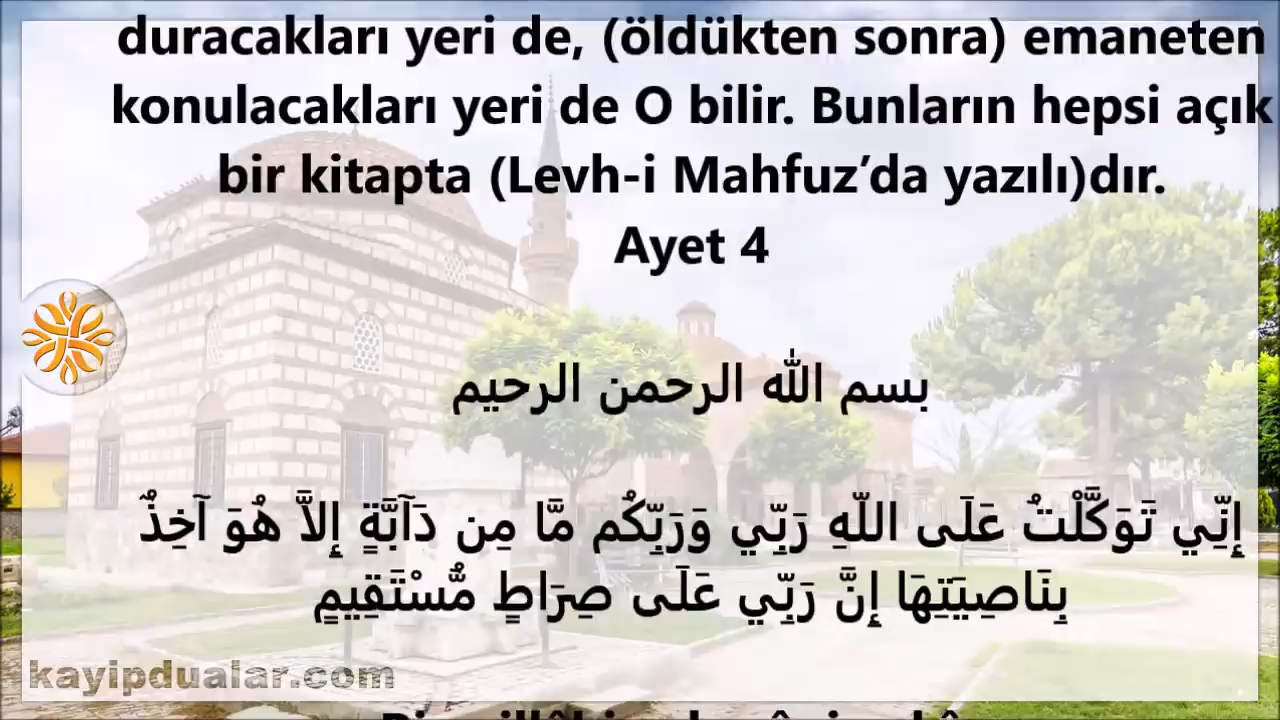 duracakları yeri de, (öldükten sonra) emaneten
konulacakları yeri de O bilir. Bunların hepsi açık
bir kitapta (Levh-i Mahfuz’da yazılı)dır.
Ayet 4
بسم الله الرحمن الرحيم
إِنِّي تَوَكَّلْتُ عَلَى اللّهِ رَبِّي وَرَبِّكُم مَّا مِن دَآبَّةٍ إِلاَّ هُوَ آخِذٌ
بِنَاصِيَتِهَا إِنَّ رَبِّي عَلَى صِرَاطٍ مُّسْتَقِيمٍ
kayipdualar.com